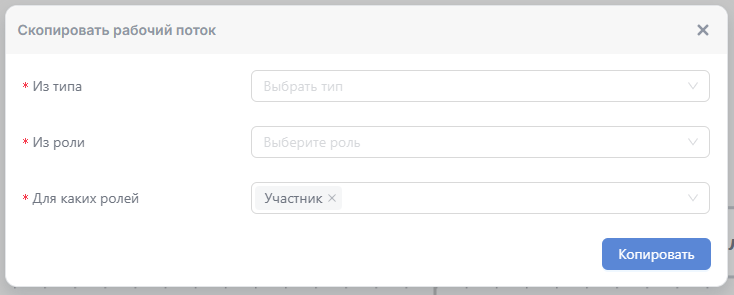 Скопировать рабочий поток
* Из типа
Выбрать тип
* Из роли
Выберите роль
* Для каких ролей
Участник
Копировать